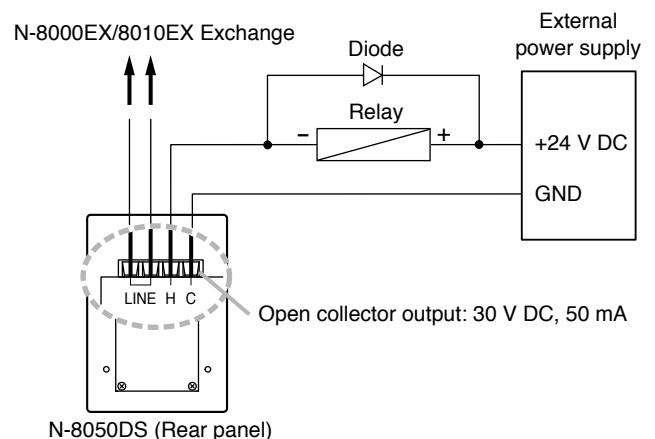 N-8000EX/8010EX Exchange
External
power supply
Diode
Relay
– +
+24 V DC
GND
LINE H C
Open collector output: 30 V DC, 50 mA
N-8050DS (Rear panel)